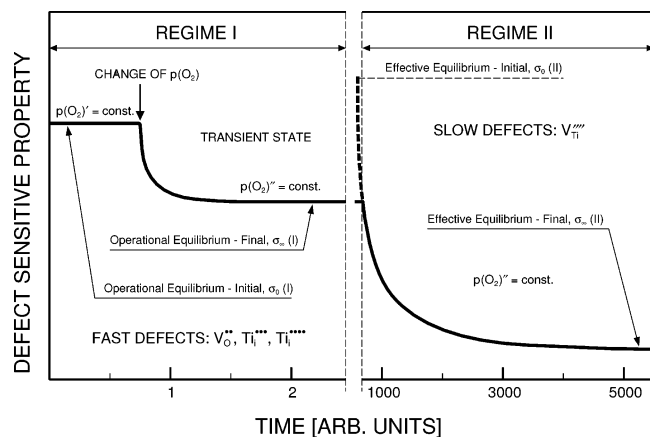 REGIME I
REGIME II
CHANGE OF p(O₂)
Effective Equilibrium - Initial, σ₀ (II)
p(O₂)′ = const.
TRANSIENT STATE
SLOW DEFECTS: V_Ti′′′′
p(O₂)″ = const.
Operational Equilibrium - Final, σ∞ (I)
Effective Equilibrium - Final, σ∞ (II)
Operational Equilibrium - Initial, σ₀ (I)
p(O₂)″ = const.
FAST DEFECTS: V_O^••, Ti_i^•••, Ti_i^••••
1
2
1000
3000
5000
TIME [ARB. UNITS]
DEFECT SENSITIVE PROPERTY